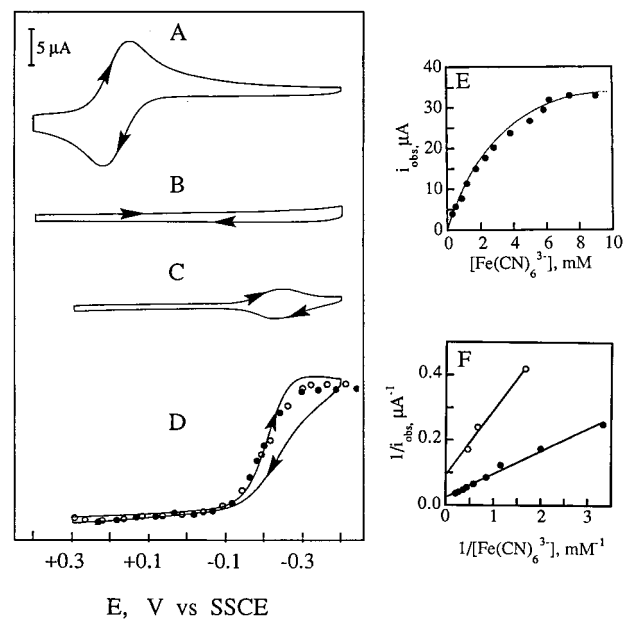 A
5 µA
B
C
D
+0.3 +0.1 -0.1 -0.3
E, V vs SSCE
E
40
30
20
10
0
0 2 4 6 8 10
i obs, µA
[Fe(CN)6 3-], mM
F
0.4
0.2
0.0
0 1 2 3
1/i obs, µA-1
1/[Fe(CN)6 3-], mM-1